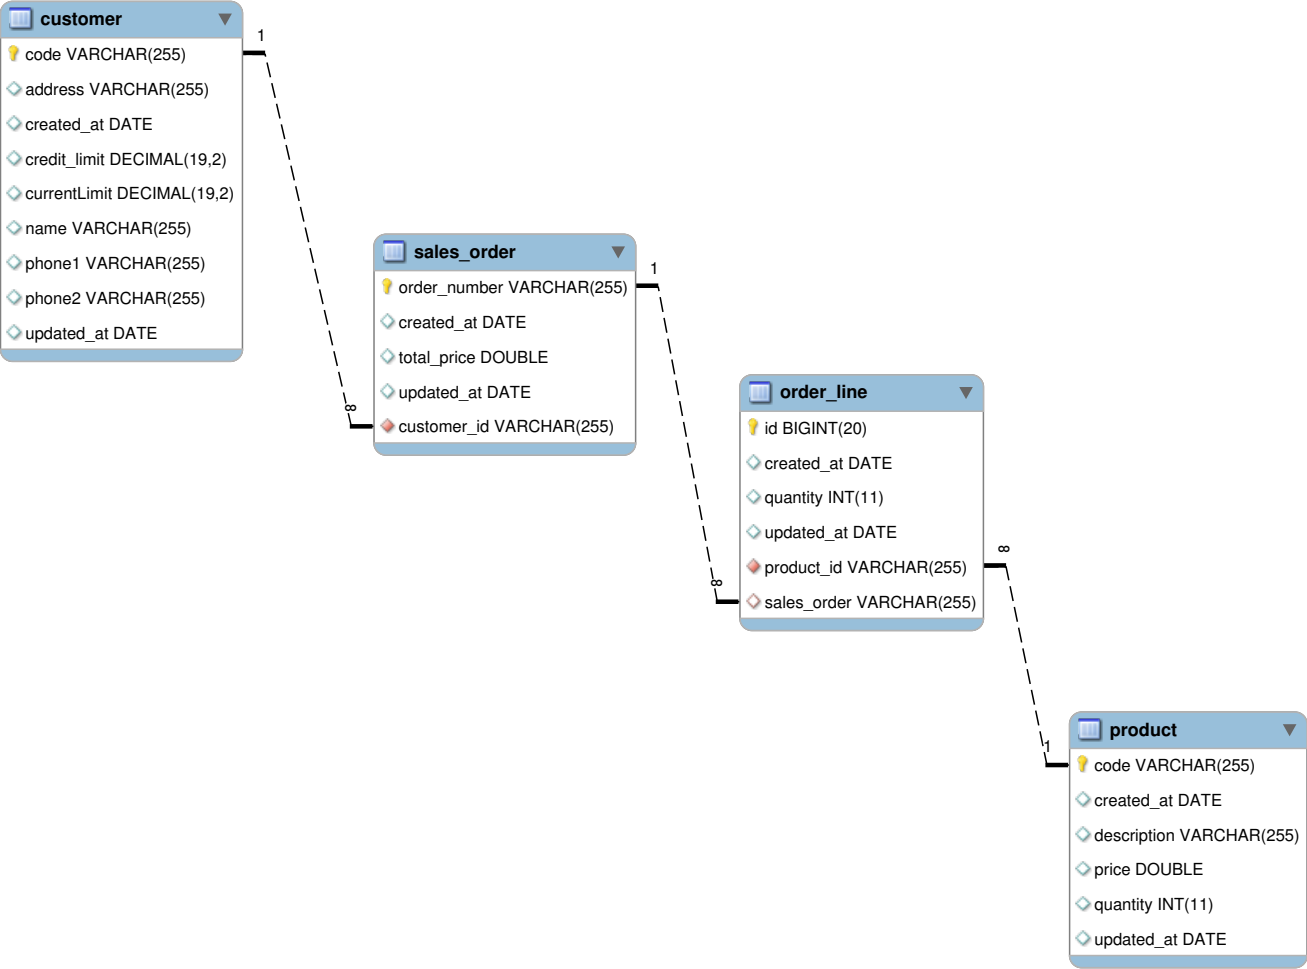 customer
code VARCHAR(255)
address VARCHAR(255)
created_at DATE
credit_limit DECIMAL(19,2)
currentLimit DECIMAL(19,2)
name VARCHAR(255)
phone1 VARCHAR(255)
phone2 VARCHAR(255)
updated_at DATE
1
∞
sales_order
order_number VARCHAR(255)
created_at DATE
total_price DOUBLE
updated_at DATE
customer_id VARCHAR(255)
1
∞
order_line
id BIGINT(20)
created_at DATE
quantity INT(11)
updated_at DATE
product_id VARCHAR(255)
sales_order VARCHAR(255)
∞
1
product
code VARCHAR(255)
created_at DATE
description VARCHAR(255)
price DOUBLE
quantity INT(11)
updated_at DATE